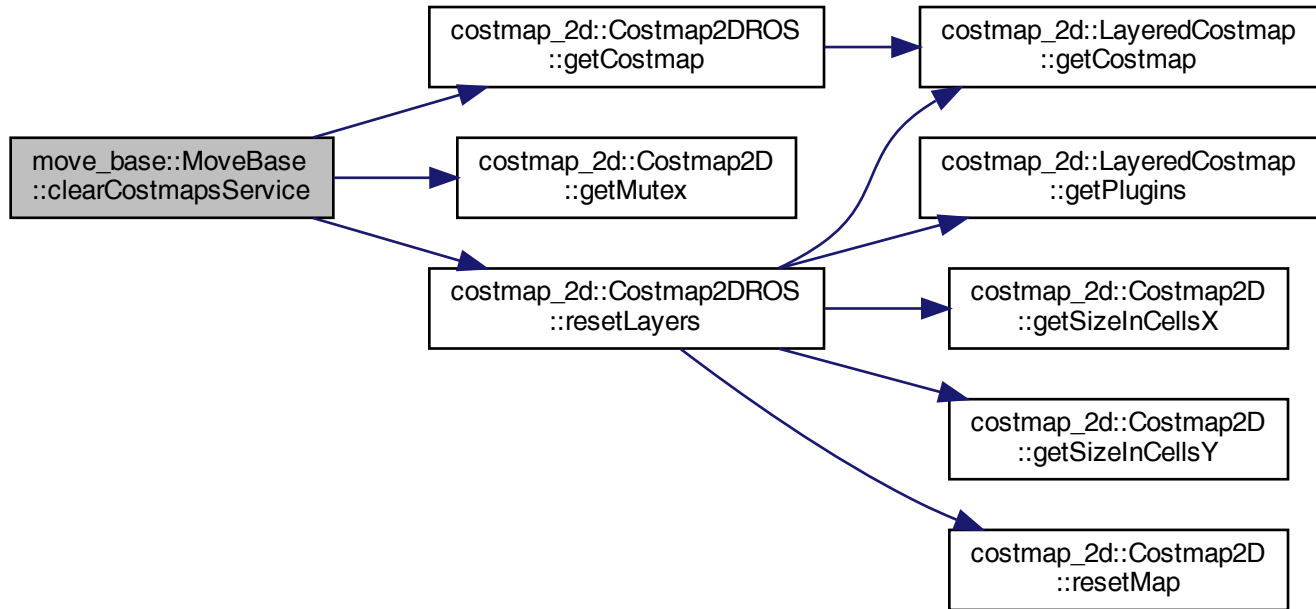 costmap_2d::Costmap2DROS
::getCostmap
costmap_2d::LayeredCostmap
::getCostmap
move_base::MoveBase
::clearCostmapsService
costmap_2d::Costmap2D
::getMutex
costmap_2d::LayeredCostmap
::getPlugins
costmap_2d::Costmap2DROS
::resetLayers
costmap_2d::Costmap2D
::getSizeInCellsX
costmap_2d::Costmap2D
::getSizeInCellsY
costmap_2d::Costmap2D
::resetMap